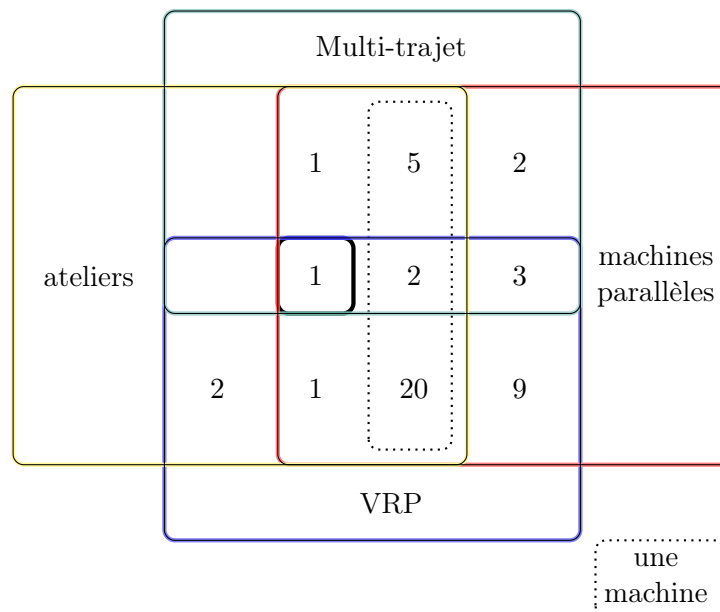 Multi-trajet
1 5 2
ateliers 1 2 3 machines
parallèles
2 1 20 9
VRP
une
machine